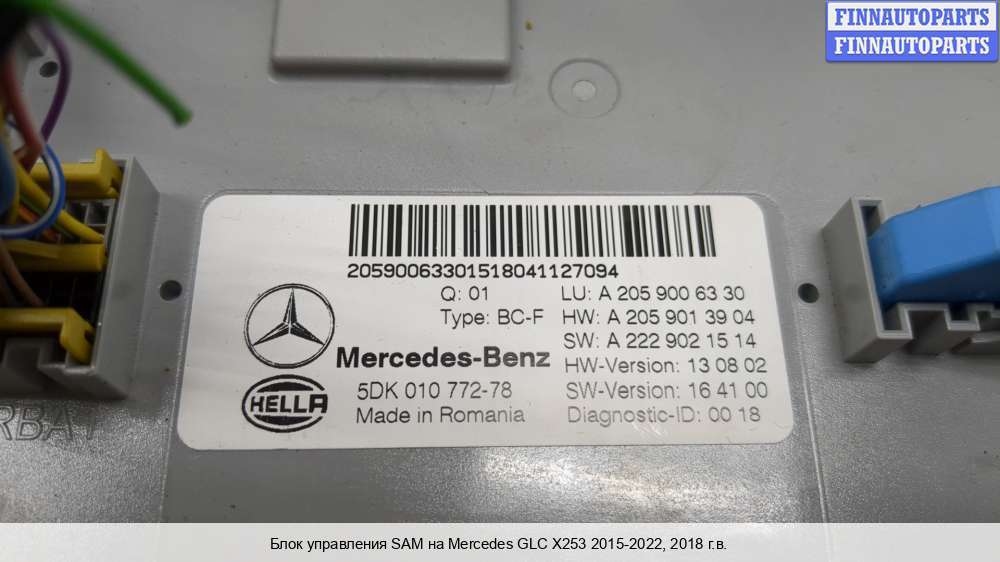 FINNAUTOPARTS
FINNAUTOPARTS
2059006330151804112​7094
Q: 01
LU: A 205 900 63 30
Type: BC-F
HW: A 205 901 39 04
SW: A 222 902 15 14
Mercedes-Benz
HW-Version: 13 08 02
HELLA
5DK 010 772-78
SW-Version: 16 41 00
Made in Romania
Diagnostic-ID: 00 18
Блок управления SAM на Mercedes GLC X253 2015-2022, 2018 г.в.